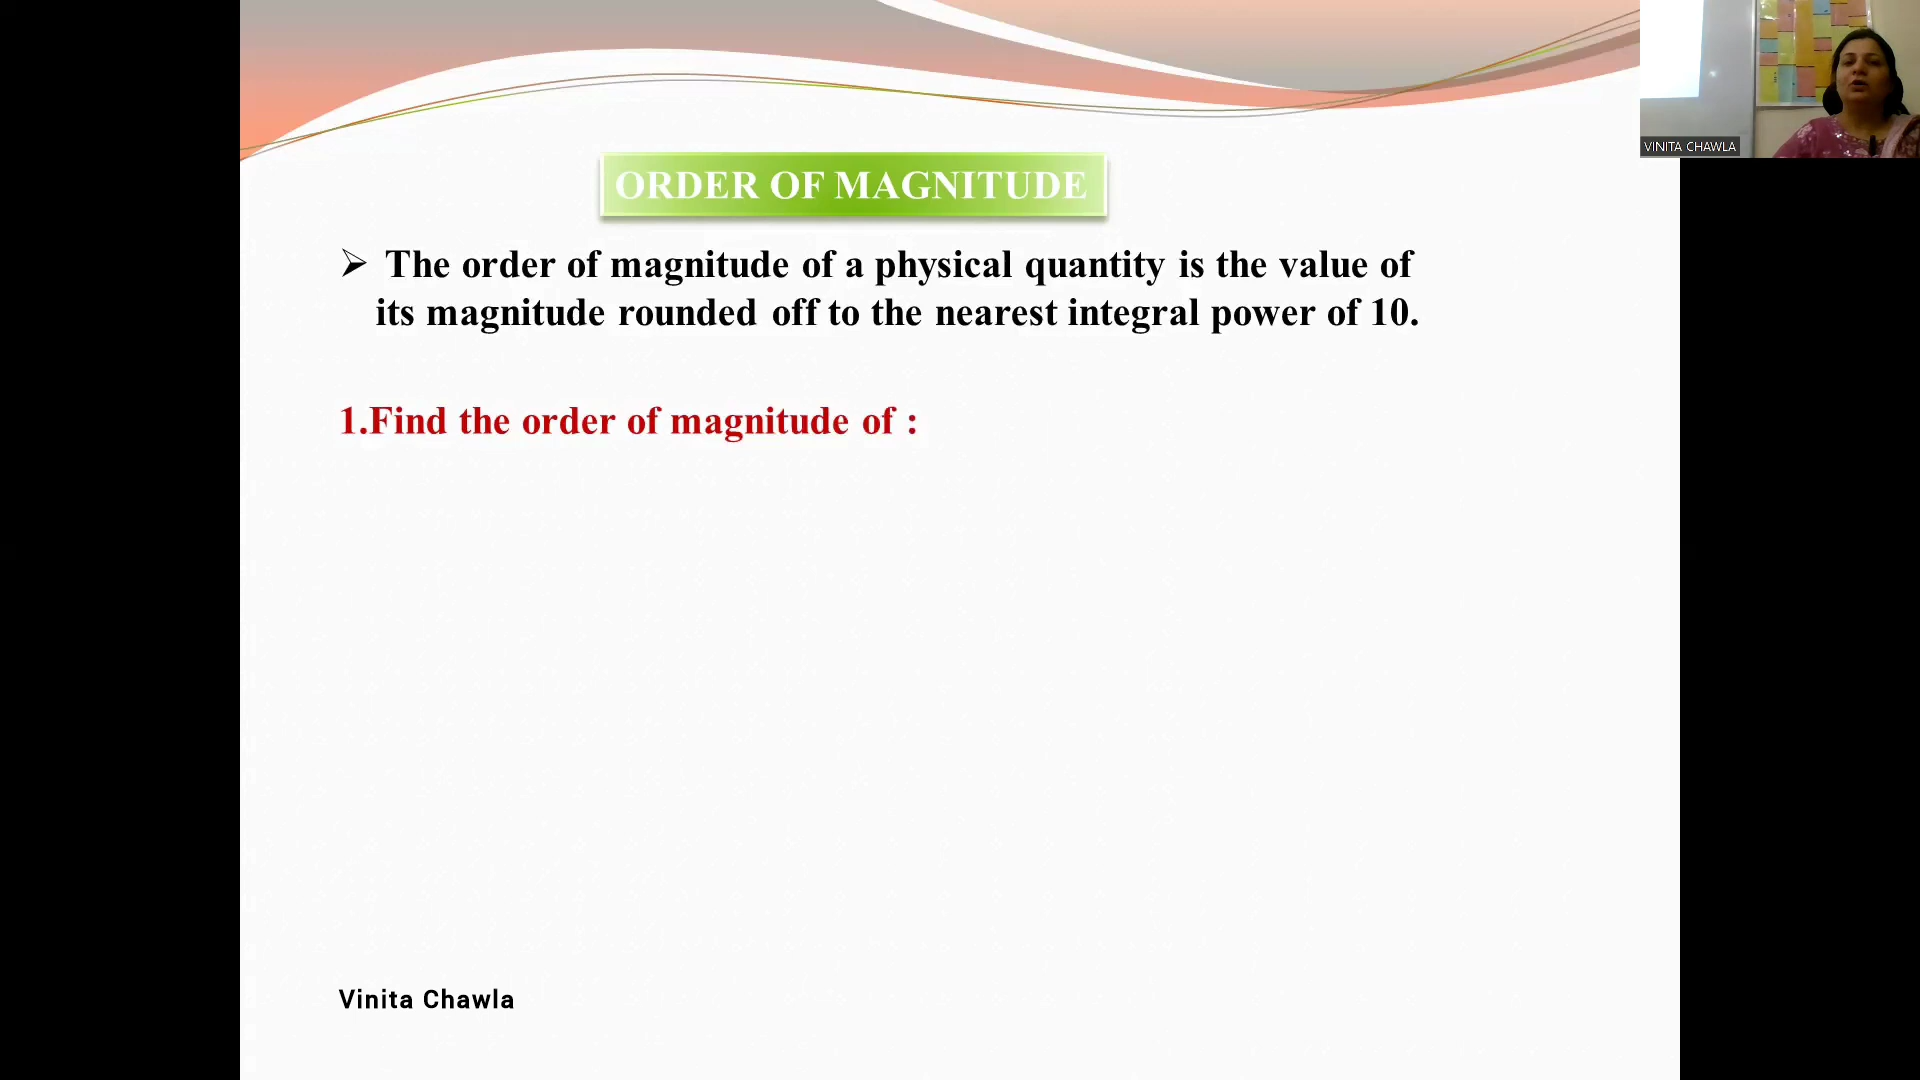 VINITA CHAWLA
ORDER OF MAGNITUDE
➢ The order of magnitude of a physical quantity is the value of
its magnitude rounded off to the nearest integral power of 10.
1.Find the order of magnitude of :
Vinita Chawla